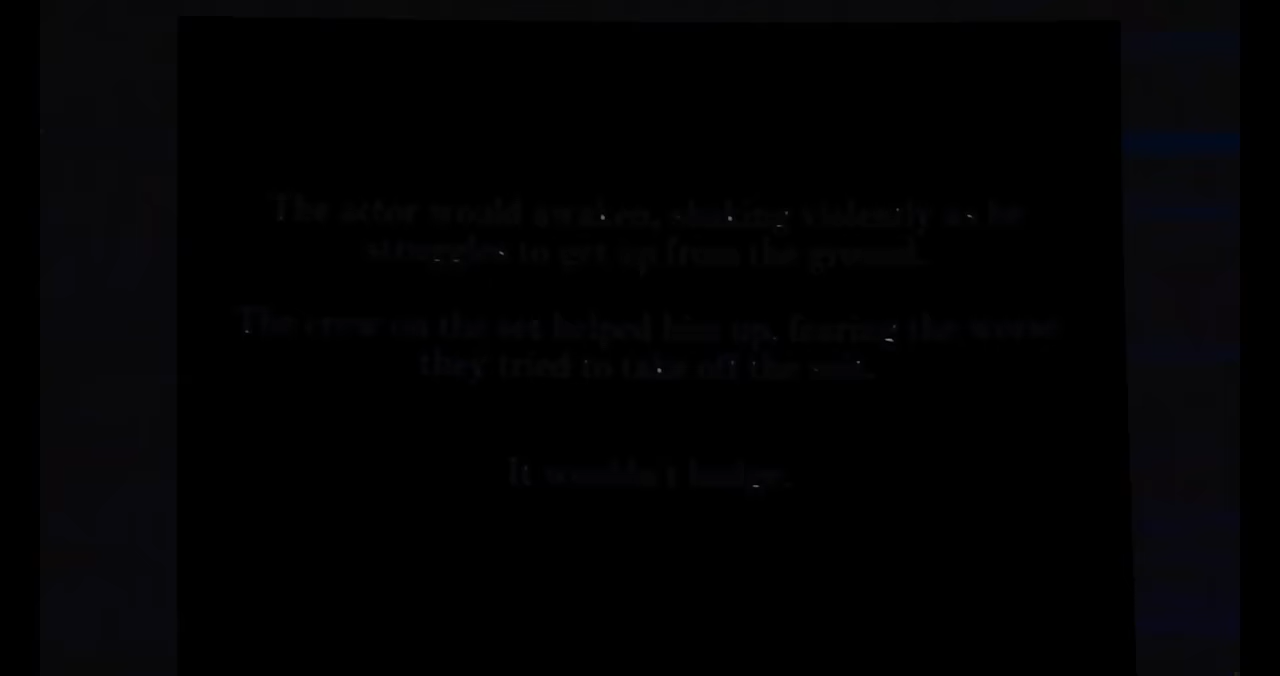 The actor would awaken, shaking violently as he
struggles to get up from the ground.
The crew on the set helped him up, fearing the worse
they tried to take off the suit.
it wouldn't budge.